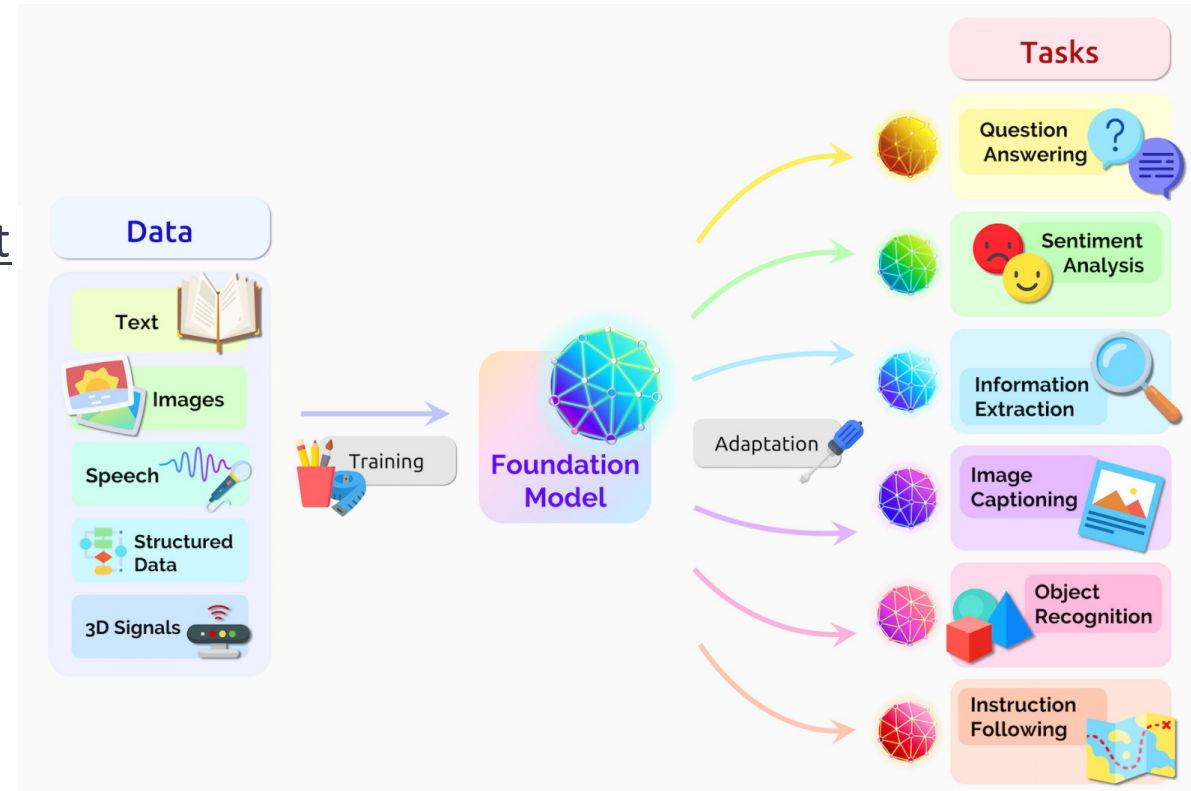 Tasks
Question
Answering
?
Sentiment
Analysis
t
Data
Text
Images
Speech
Structured
Data
3D Signals
Training
Foundation
Model
Adaptation
Information
Extraction
Image
Captioning
Object
Recognition
Instruction
Following